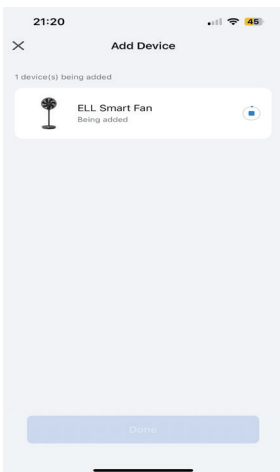 21:20
45
Add Device
1 device(s) being added
ELL Smart Fan
Being added
Done